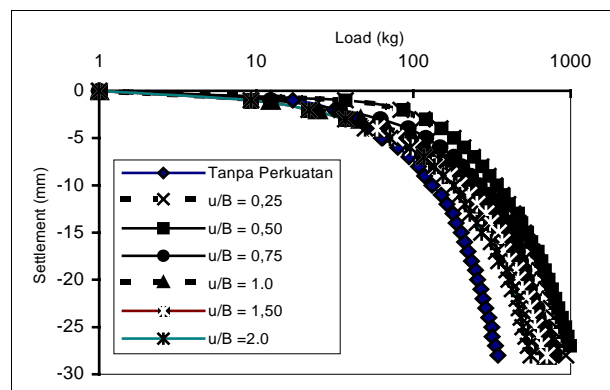 Load (kg)
1 10 100 1000
0
-5
-10
-15
-20
-25
-30
Settlement (mm)
Tanpa Perkuatan
u/B = 0,25
u/B = 0,50
u/B = 0,75
u/B = 1.0
u/B = 1,50
u/B =2.0